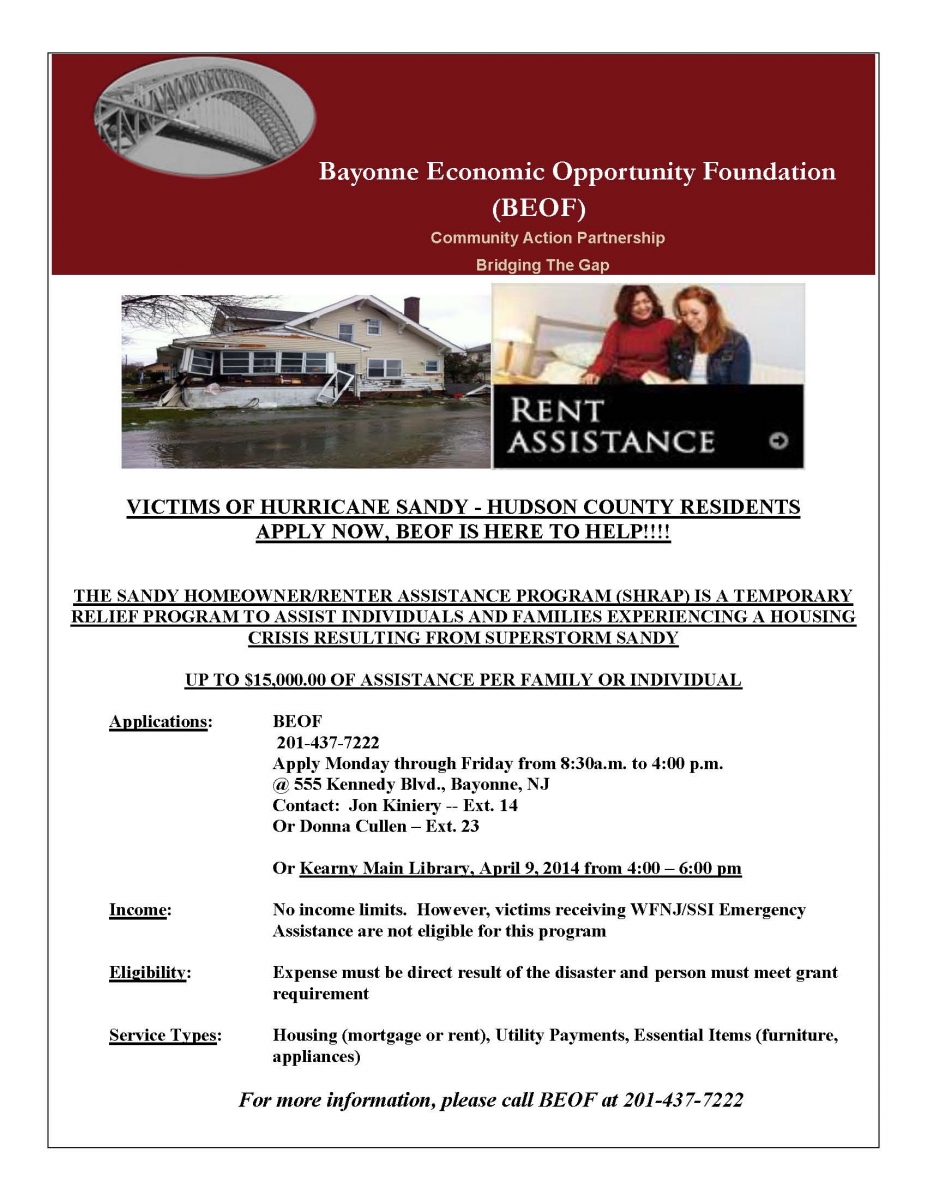 Bayonne Economic Opportunity Foundation
(BEOF)
Community Action Partnership
Bridging The Gap
RENT
ASSISTANCE
VICTIMS OF HURRICANE SANDY - HUDSON COUNTY RESIDENTS
APPLY NOW, BEOF IS HERE TO HELP!!!!
THE SANDY HOMEOWNER/RENTER ASSISTANCE PROGRAM (SHRAP) IS A TEMPORARY
RELIEF PROGRAM TO ASSIST INDIVIDUALS AND FAMILIES EXPERIENCING A HOUSING
CRISIS RESULTING FROM SUPERSTORM SANDY
UP TO $15,000.00 OF ASSISTANCE PER FAMILY OR INDIVIDUAL
Applications: BEOF
201-437-7222
Apply Monday through Friday from 8:30a.m. to 4:00 p.m.
@ 555 Kennedy Blvd., Bayonne, NJ
Contact: Jon Kiniery -- Ext. 14
Or Donna Cullen – Ext. 23
Or Kearny Main Library, April 9, 2014 from 4:00 – 6:00 pm
Income: No income limits. However, victims receiving WFNJ/SSI Emergency
Assistance are not eligible for this program
Eligibility: Expense must be direct result of the disaster and person must meet grant
requirement
Service Types: Housing (mortgage or rent), Utility Payments, Essential Items (furniture,
appliances)
For more information, please call BEOF at 201-437-7222